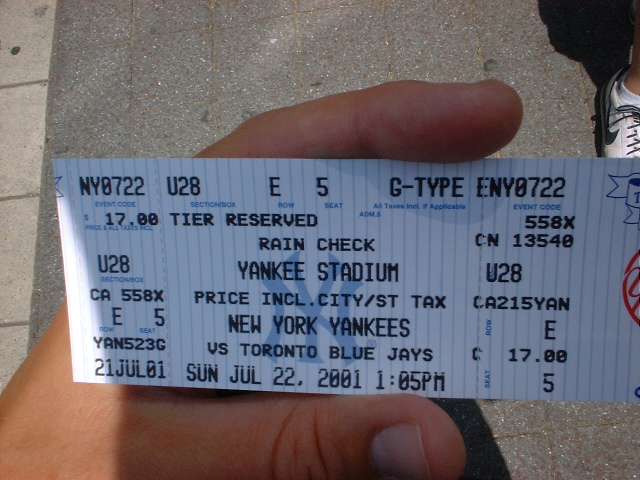 NY0722 U28 E 5 G-TYPE E NY0722
EVENT CODE SECTION/BOX ROW SEAT All Taxes Incl. if Applicable EVENT CODE
$ 17.00 TIER RESERVED ADM.$ 558X
PRICE & ALL TAXES INCL.
RAIN CHECK CN 13540
U28 YANKEE STADIUM U28
SECTION/BOX
CA 558X PRICE INCL.CITY/ST TAX CA215YAN
E 5 NEW YORK YANKEES ROW E
ROW SEAT
YAN523G VS TORONTO BLUE JAYS C 17.00
21JUL01 SUN JUL 22, 2001 1:05PM SEAT 5